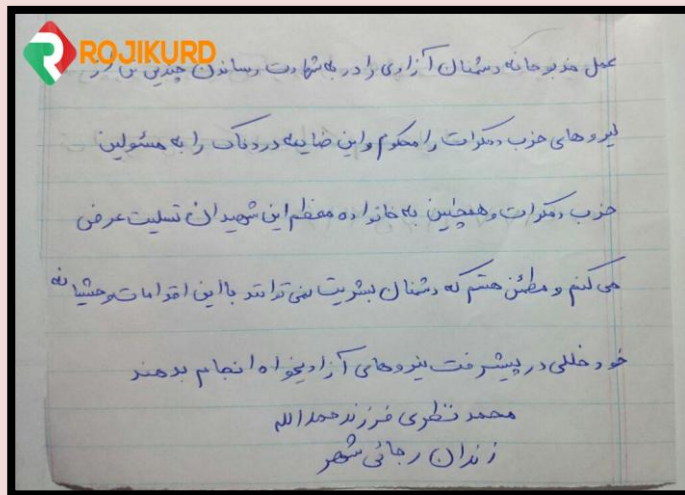 ROJIKURD
عمل مذبوحانه دشمنان آزادی را در به شهادت رساندن چندین تن از
نیروهای حزب دمکرات را محکوم و این ضایعه دردناک را به مسئولین
حزب دمکرات و همچنین به خانواده معظم این شهیدان تسلیت عرض
می کنم و مطمئن هستم که دشمنان بشریت نمی توانند با این اقدامات وحشیانه
خود خللی در پیشرفت نیروهای آزادیخواه انجام بدهند
محمد نظری فرزند حمدالله
زندان رجائی شهر